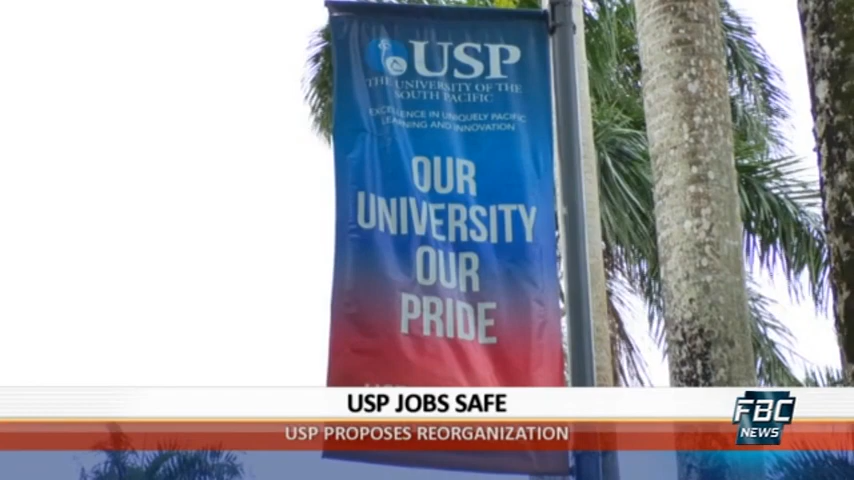 USP
THE UNIVERSITY OF THE
SOUTH PACIFIC
EXCELLENCE IN UNIQUELY PACIFIC
LEARNING AND INNOVATION
OUR
UNIVERSITY
OUR
PRIDE
USP JOBS SAFE
USP PROPOSES REORGANIZATION
FBC
NEWS